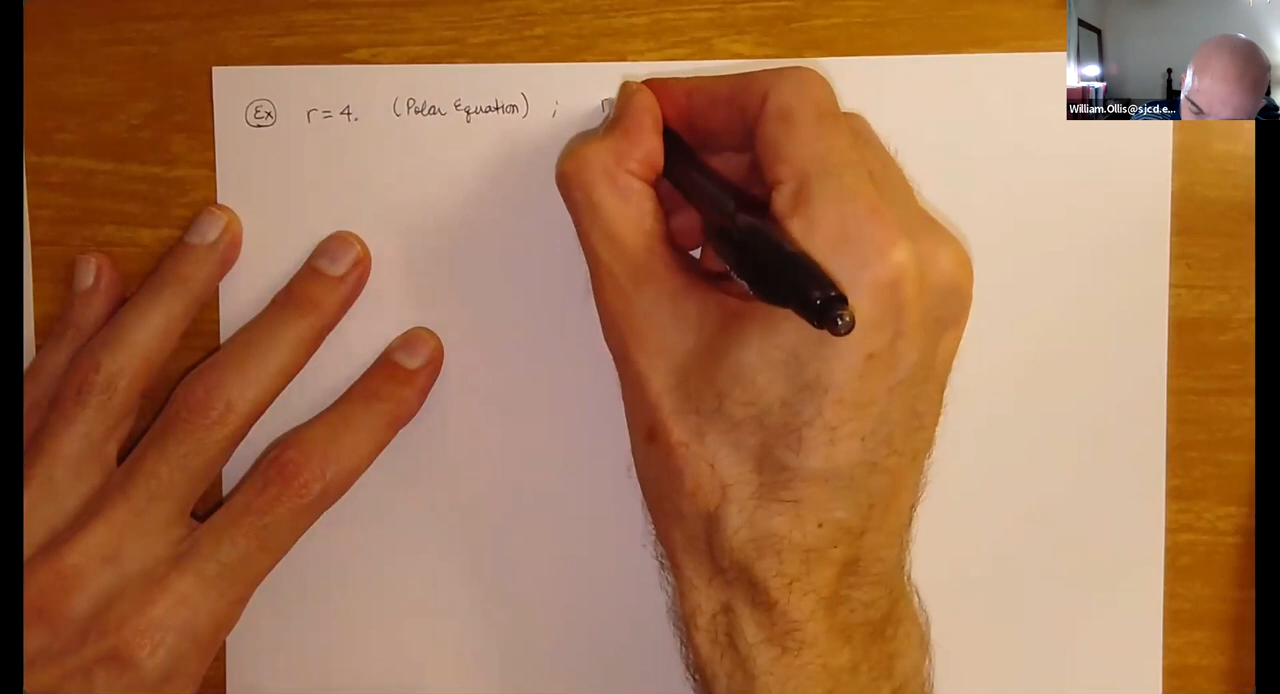 Ex r = 4. (Polar Equation) ; r
William.Ollis@sjcd.e...